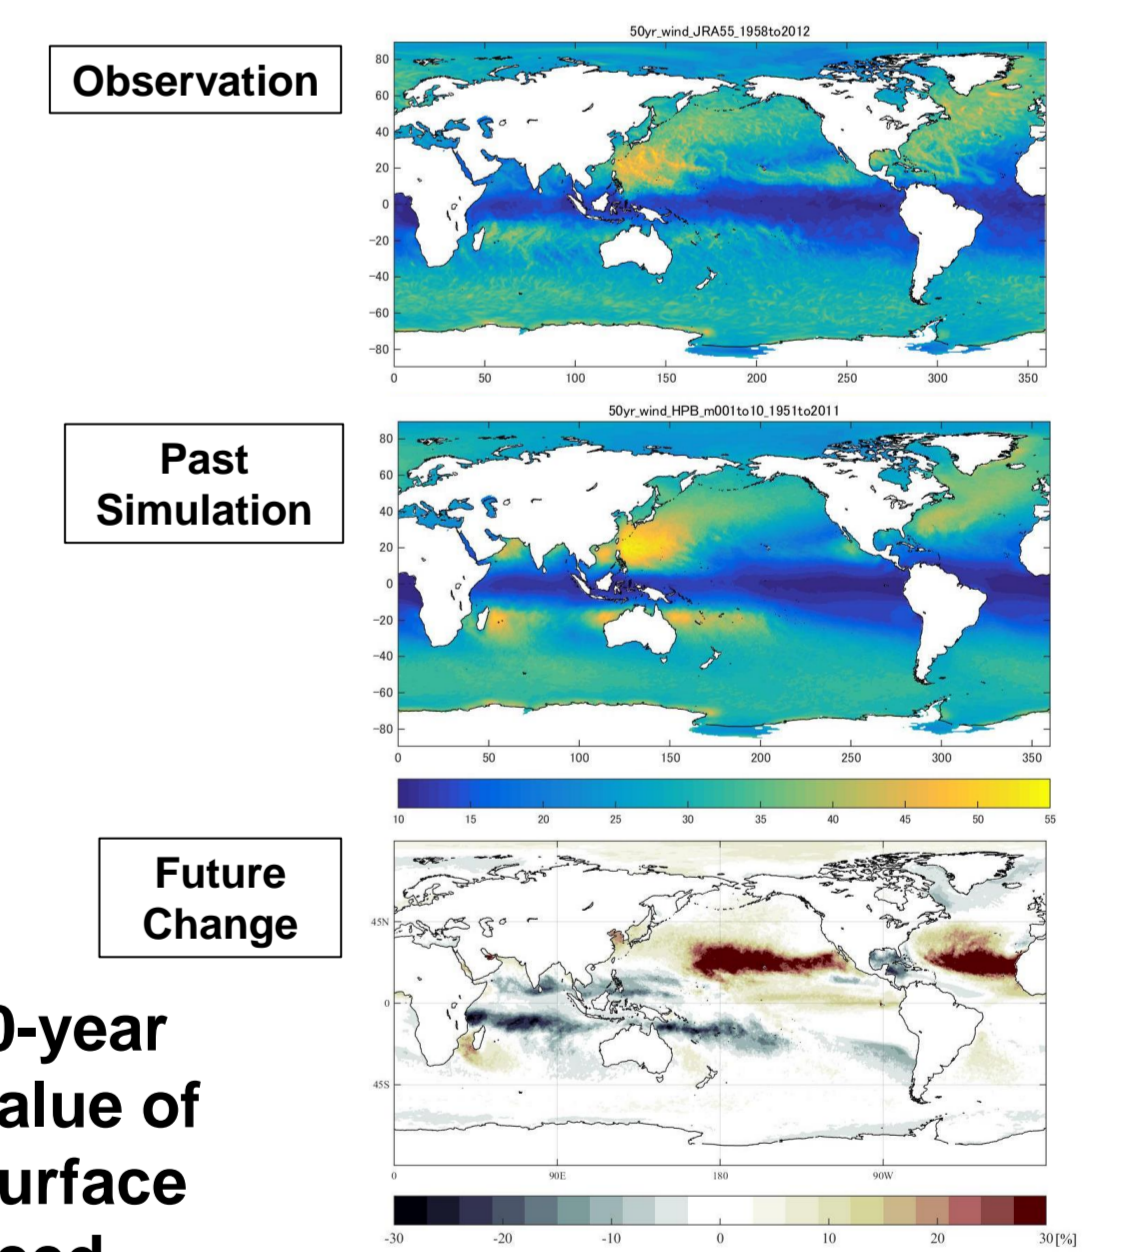 Observation
50yr_wind_JRA55_1958to2012
80
60
40
20
0
-20
-40
-60
-80
0 50 100 150 200 250 300 350
Past
Simulation
50yr_wind_HPB_m001to10_1951to2011
80
60
40
20
0
-20
-40
-60
-80
0 50 100 150 200 250 300 350
10 15 20 25 30 35 40 45 50 55
Future
Change
45N
0
45S
0 90E 180 90W
-30 -20 -10 0 10 20 30 [%]
0-year
alue of
urface